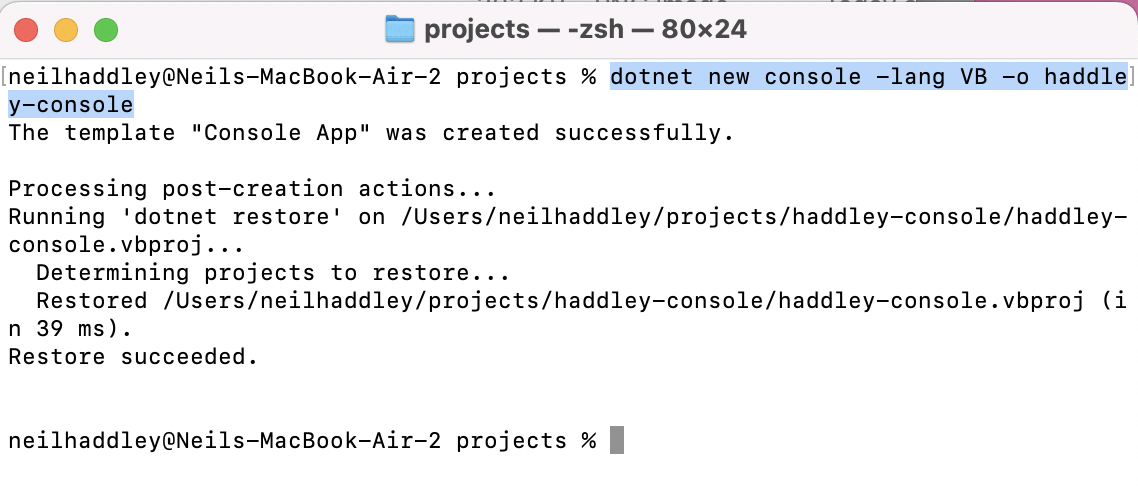 projects — -zsh — 80×24
[neilhaddley@Neils-MacBook-Air-2 projects % dotnet new console -lang VB -o haddle]
y-console
The template "Console App" was created successfully.
Processing post-creation actions...
Running 'dotnet restore' on /Users/neilhaddley/projects/haddley-console/haddley-
console.vbproj...
  Determining projects to restore...
  Restored /Users/neilhaddley/projects/haddley-console/haddley-console.vbproj (i
n 39 ms).
Restore succeeded.
neilhaddley@Neils-MacBook-Air-2 projects %